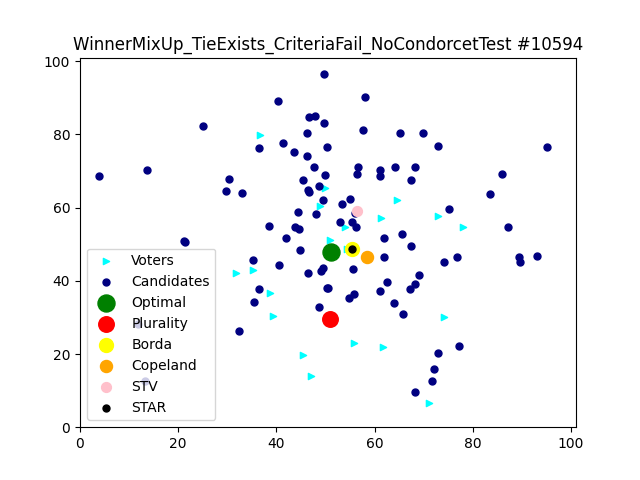 WinnerMixUp_TieExists_CriteriaFail_NoCondorcetTest #10594
100
80
60
40
20
0
0
20
40
60
80
100
Voters
Candidates
Optimal
Plurality
Borda
Copeland
STV
STAR